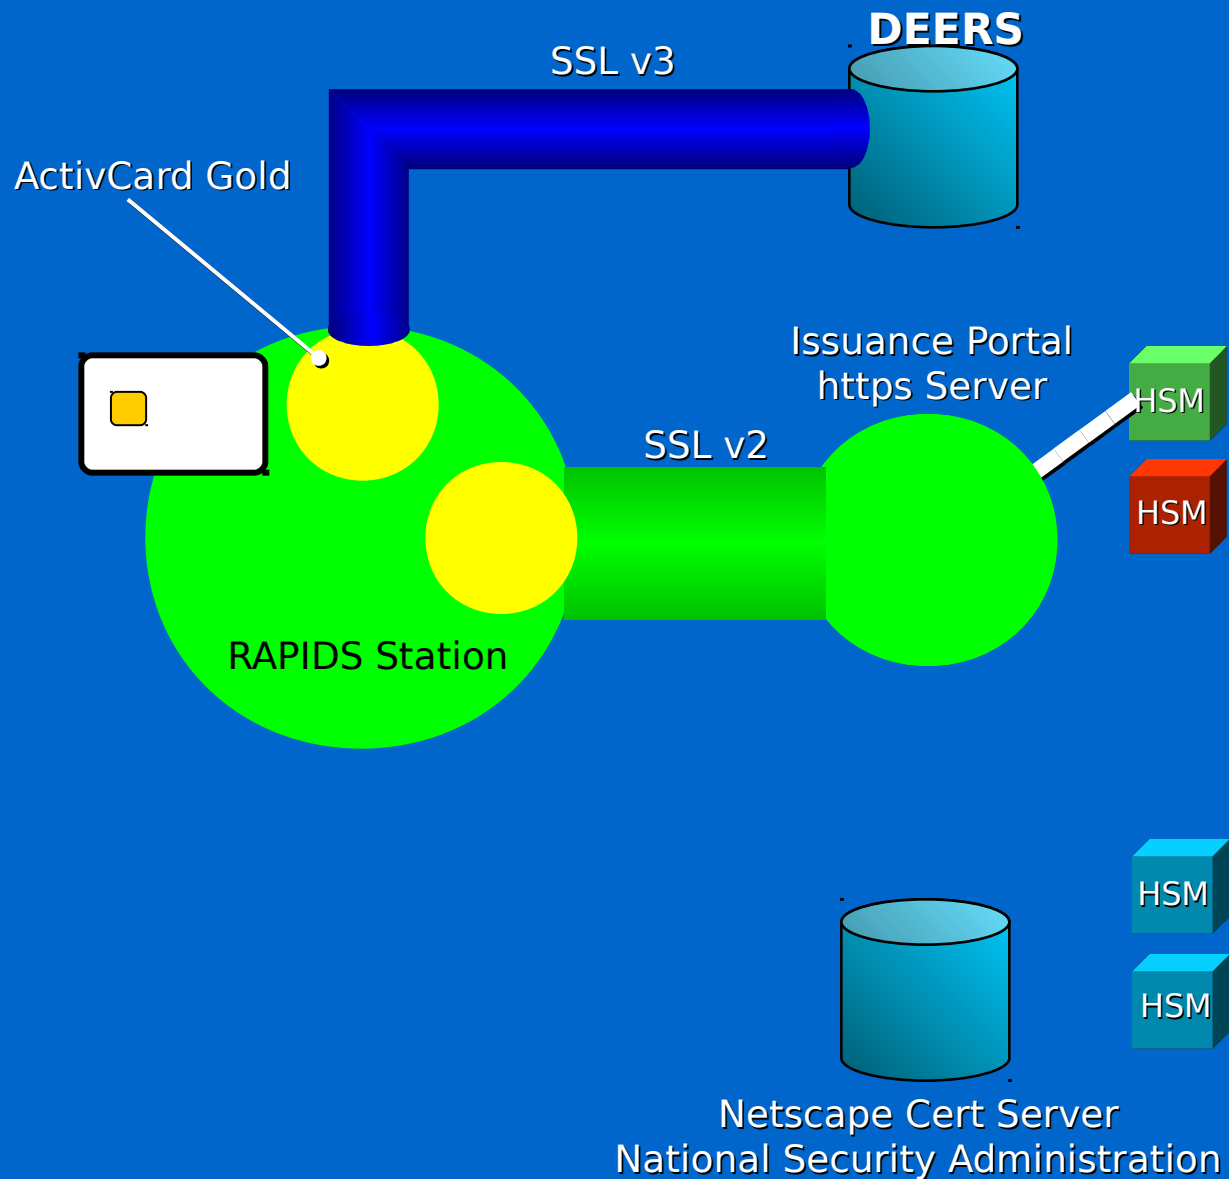 DEERS
SSL v3
ActivCard Gold
Issuance Portal
https Server
HSM
SSL v2
HSM
RAPIDS Station
HSM
HSM
Netscape Cert Server
National Security Administration